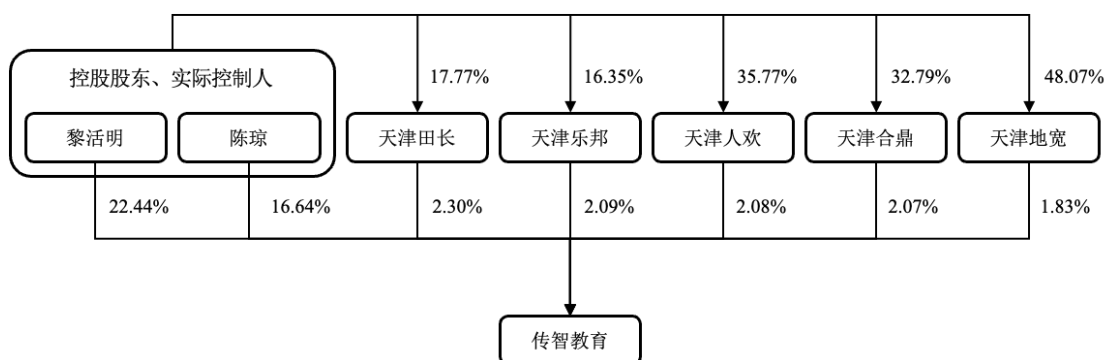 17.77% 16.35% 35.77% 32.79% 48.07%
控股股东、实际控制人
黎活明 陈琼 天津田长 天津乐邦 天津人欢 天津合鼎 天津地宽
22.44% 16.64% 2.30% 2.09% 2.08% 2.07% 1.83%
传智教育